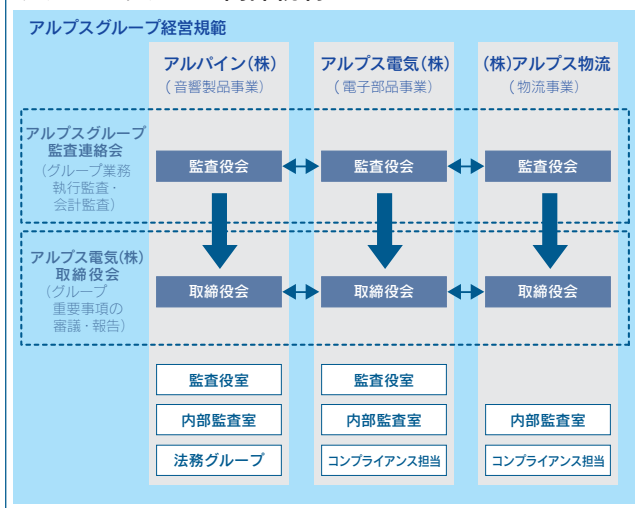 アルプスグループ経営規範
アルパイン(株)
(音響製品事業)
アルプス電気(株)
(電子部品事業)
(株)アルプス物流
(物流事業)
アルプスグループ
監査連絡会
(グループ業務
執行監査・
会計監査)
監査役会
監査役会
監査役会
アルプス電気(株)
取締役会
(グループ
重要事項の
審議・報告)
取締役会
取締役会
取締役会
監査役室
監査役室
内部監査室
内部監査室
内部監査室
法務グループ
コンプライアンス担当
コンプライアンス担当